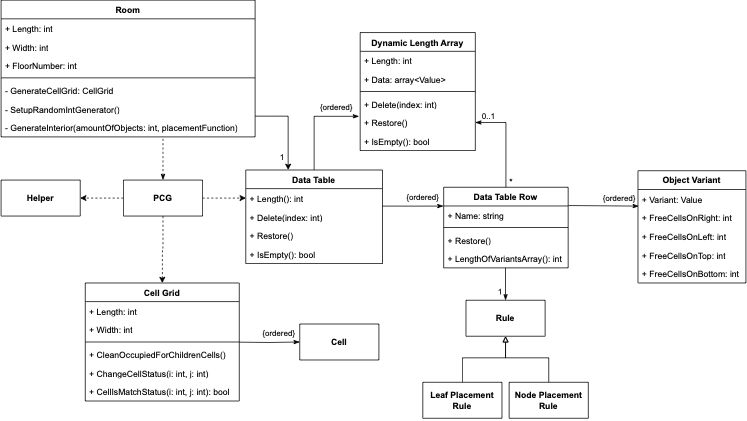 Room
+ Length: int
+ Width: int
+ FloorNumber: int
- GenerateCellGrid: CellGrid
- SetupRandomIntGenerator()
- GenerateInterior(amountOfObjects: int, placementFunction)
Dynamic Length Array
+ Length: int
+ Data: array<Value>
+ Delete(index: int)
+ Restore()
+ IsEmpty(): bool
{ordered}
0..1
1
*
Helper
PCG
Data Table
+ Length(): int
+ Delete(index: int)
+ Restore()
+ IsEmpty(): bool
{ordered}
Data Table Row
+ Name: string
+ Restore()
+ LengthOfVariantsArray(): int
{ordered}
Object Variant
+ Variant: Value
+ FreeCellsOnRight: int
+ FreeCellsOnLeft: int
+ FreeCellsOnTop: int
+ FreeCellsOnBottom: int
Cell Grid
+ Length: int
+ Width: int
+ CleanOccupiedForChildrenCells()
+ ChangeCellStatus(i: int, j: int)
+ CellIsMatchStatus(i: int, j: int): bool
{ordered}
Cell
1
Rule
Leaf Placement
Rule
Node Placement
Rule